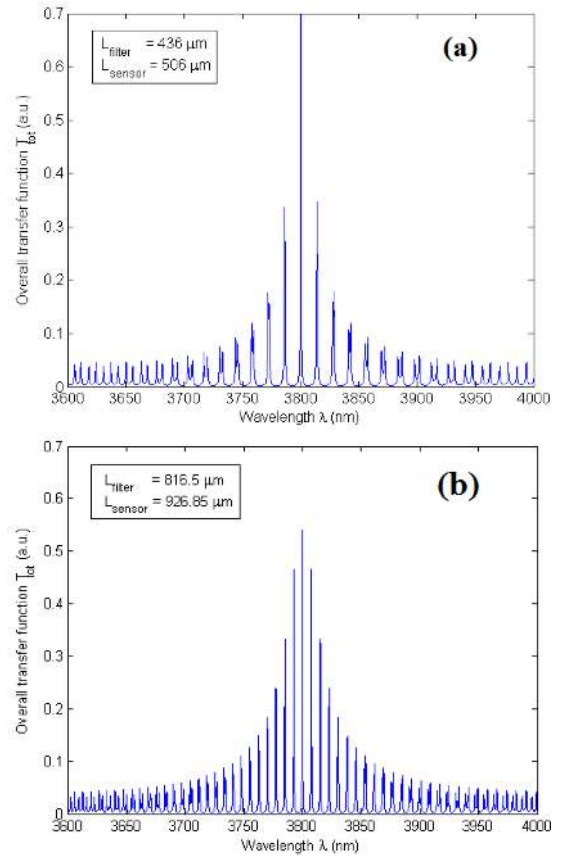 0.7
0.6
0.5
0.4
0.3
0.2
0.1
0
Overall transfer function T_tot (a.u.)
L_filter = 436 μm
L_sensor = 506 μm
(a)
3600 3650 3700 3750 3800 3850 3900 3950 4000
Wavelength λ (nm)
0.7
0.6
0.5
0.4
0.3
0.2
0.1
0
Overall transfer function T_tot (a.u.)
L_filter = 816.5 μm
L_sensor = 926.85 μm
(b)
3600 3650 3700 3750 3800 3850 3900 3950 4000
Wavelength λ (nm)